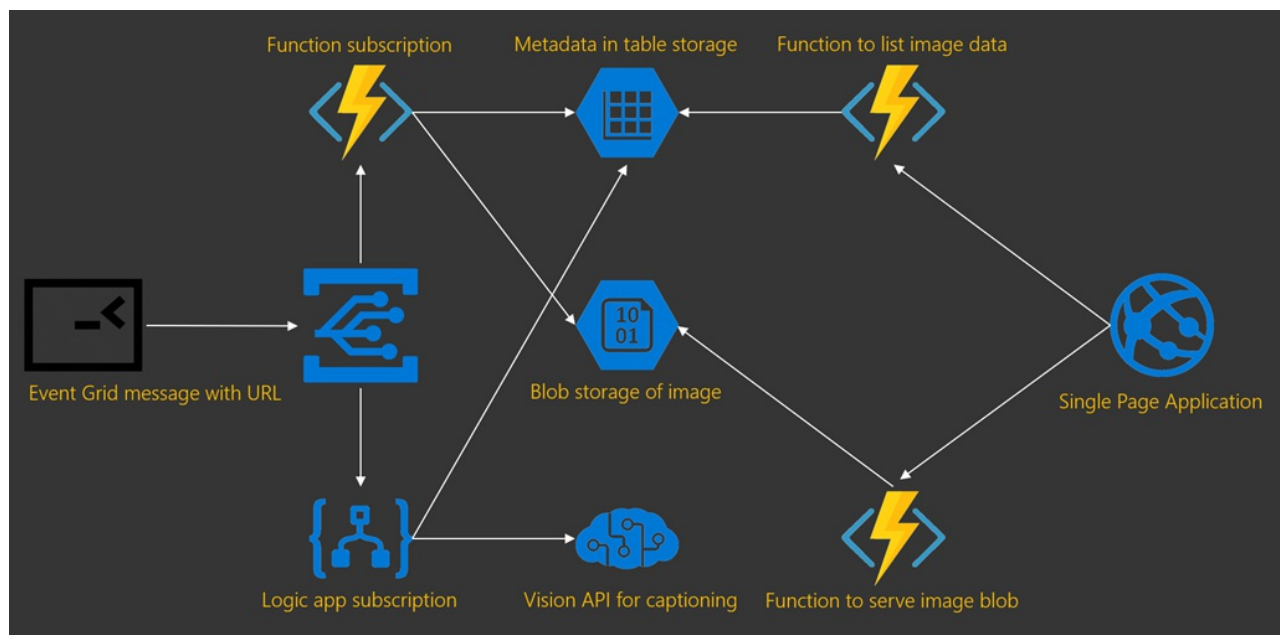 Function subscription
Metadata in table storage
Function to list image data
10
01
Event Grid message with URL
Blob storage of image
Single Page Application
Logic app subscription
Vision API for captioning
Function to serve image blob